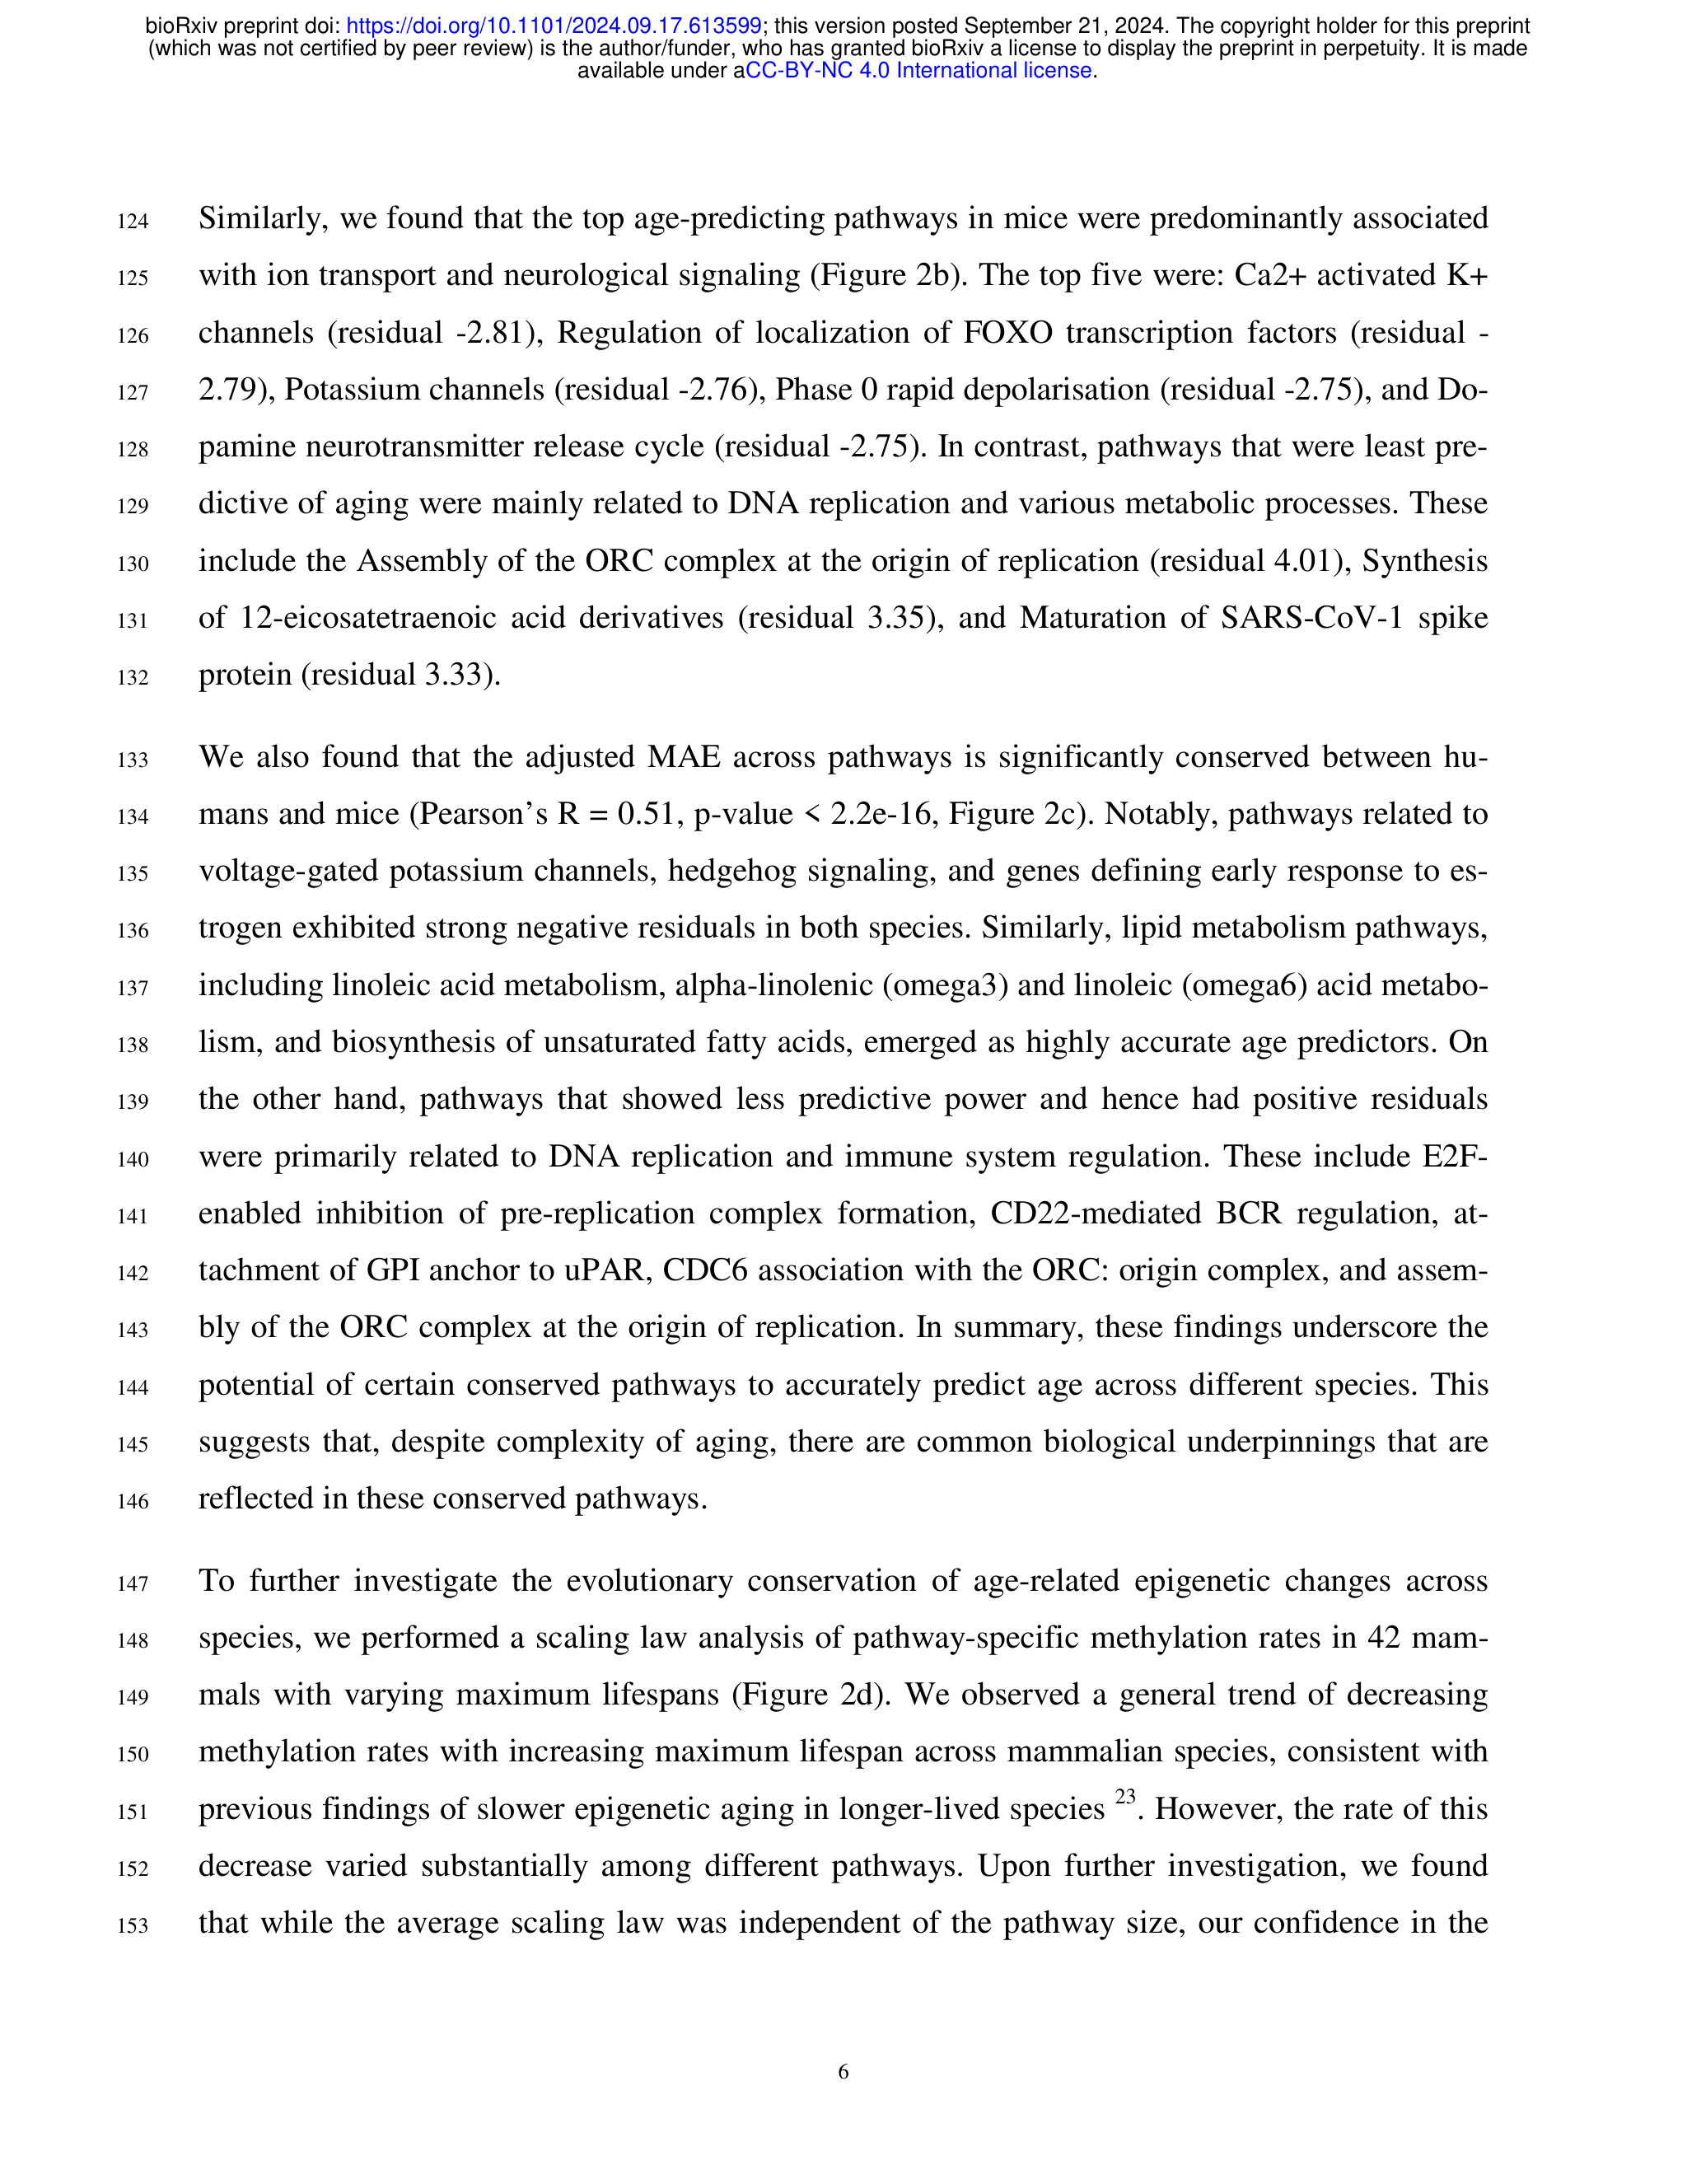 bioRxiv preprint doi: https://doi.org/10.1101/2024.09.17.613599; this version posted September 21, 2024. The copyright holder for this preprint
(which was not certified by peer review) is the author/funder, who has granted bioRxiv a license to display the preprint in perpetuity. It is made
available under aCC-BY-NC 4.0 International license.
124 Similarly, we found that the top age-predicting pathways in mice were predominantly associated
125 with ion transport and neurological signaling (Figure 2b). The top five were: Ca2+ activated K+
126 channels (residual -2.81), Regulation of localization of FOXO transcription factors (residual -
127 2.79), Potassium channels (residual -2.76), Phase 0 rapid depolarisation (residual -2.75), and Do-
128 pamine neurotransmitter release cycle (residual -2.75). In contrast, pathways that were least pre-
129 dictive of aging were mainly related to DNA replication and various metabolic processes. These
130 include the Assembly of the ORC complex at the origin of replication (residual 4.01), Synthesis
131 of 12-eicosatetraenoic acid derivatives (residual 3.35), and Maturation of SARS-CoV-1 spike
132 protein (residual 3.33).
133 We also found that the adjusted MAE across pathways is significantly conserved between hu-
134 mans and mice (Pearson's R = 0.51, p-value < 2.2e-16, Figure 2c). Notably, pathways related to
135 voltage-gated potassium channels, hedgehog signaling, and genes defining early response to es-
136 trogen exhibited strong negative residuals in both species. Similarly, lipid metabolism pathways,
137 including linoleic acid metabolism, alpha-linolenic (omega3) and linoleic (omega6) acid metabo-
138 lism, and biosynthesis of unsaturated fatty acids, emerged as highly accurate age predictors. On
139 the other hand, pathways that showed less predictive power and hence had positive residuals
140 were primarily related to DNA replication and immune system regulation. These include E2F-
141 enabled inhibition of pre-replication complex formation, CD22-mediated BCR regulation, at-
142 tachment of GPI anchor to uPAR, CDC6 association with the ORC: origin complex, and assem-
143 bly of the ORC complex at the origin of replication. In summary, these findings underscore the
144 potential of certain conserved pathways to accurately predict age across different species. This
145 suggests that, despite complexity of aging, there are common biological underpinnings that are
146 reflected in these conserved pathways.
147 To further investigate the evolutionary conservation of age-related epigenetic changes across
148 species, we performed a scaling law analysis of pathway-specific methylation rates in 42 mam-
149 mals with varying maximum lifespans (Figure 2d). We observed a general trend of decreasing
150 methylation rates with increasing maximum lifespan across mammalian species, consistent with
151 previous findings of slower epigenetic aging in longer-lived species 23. However, the rate of this
152 decrease varied substantially among different pathways. Upon further investigation, we found
153 that while the average scaling law was independent of the pathway size, our confidence in the
6